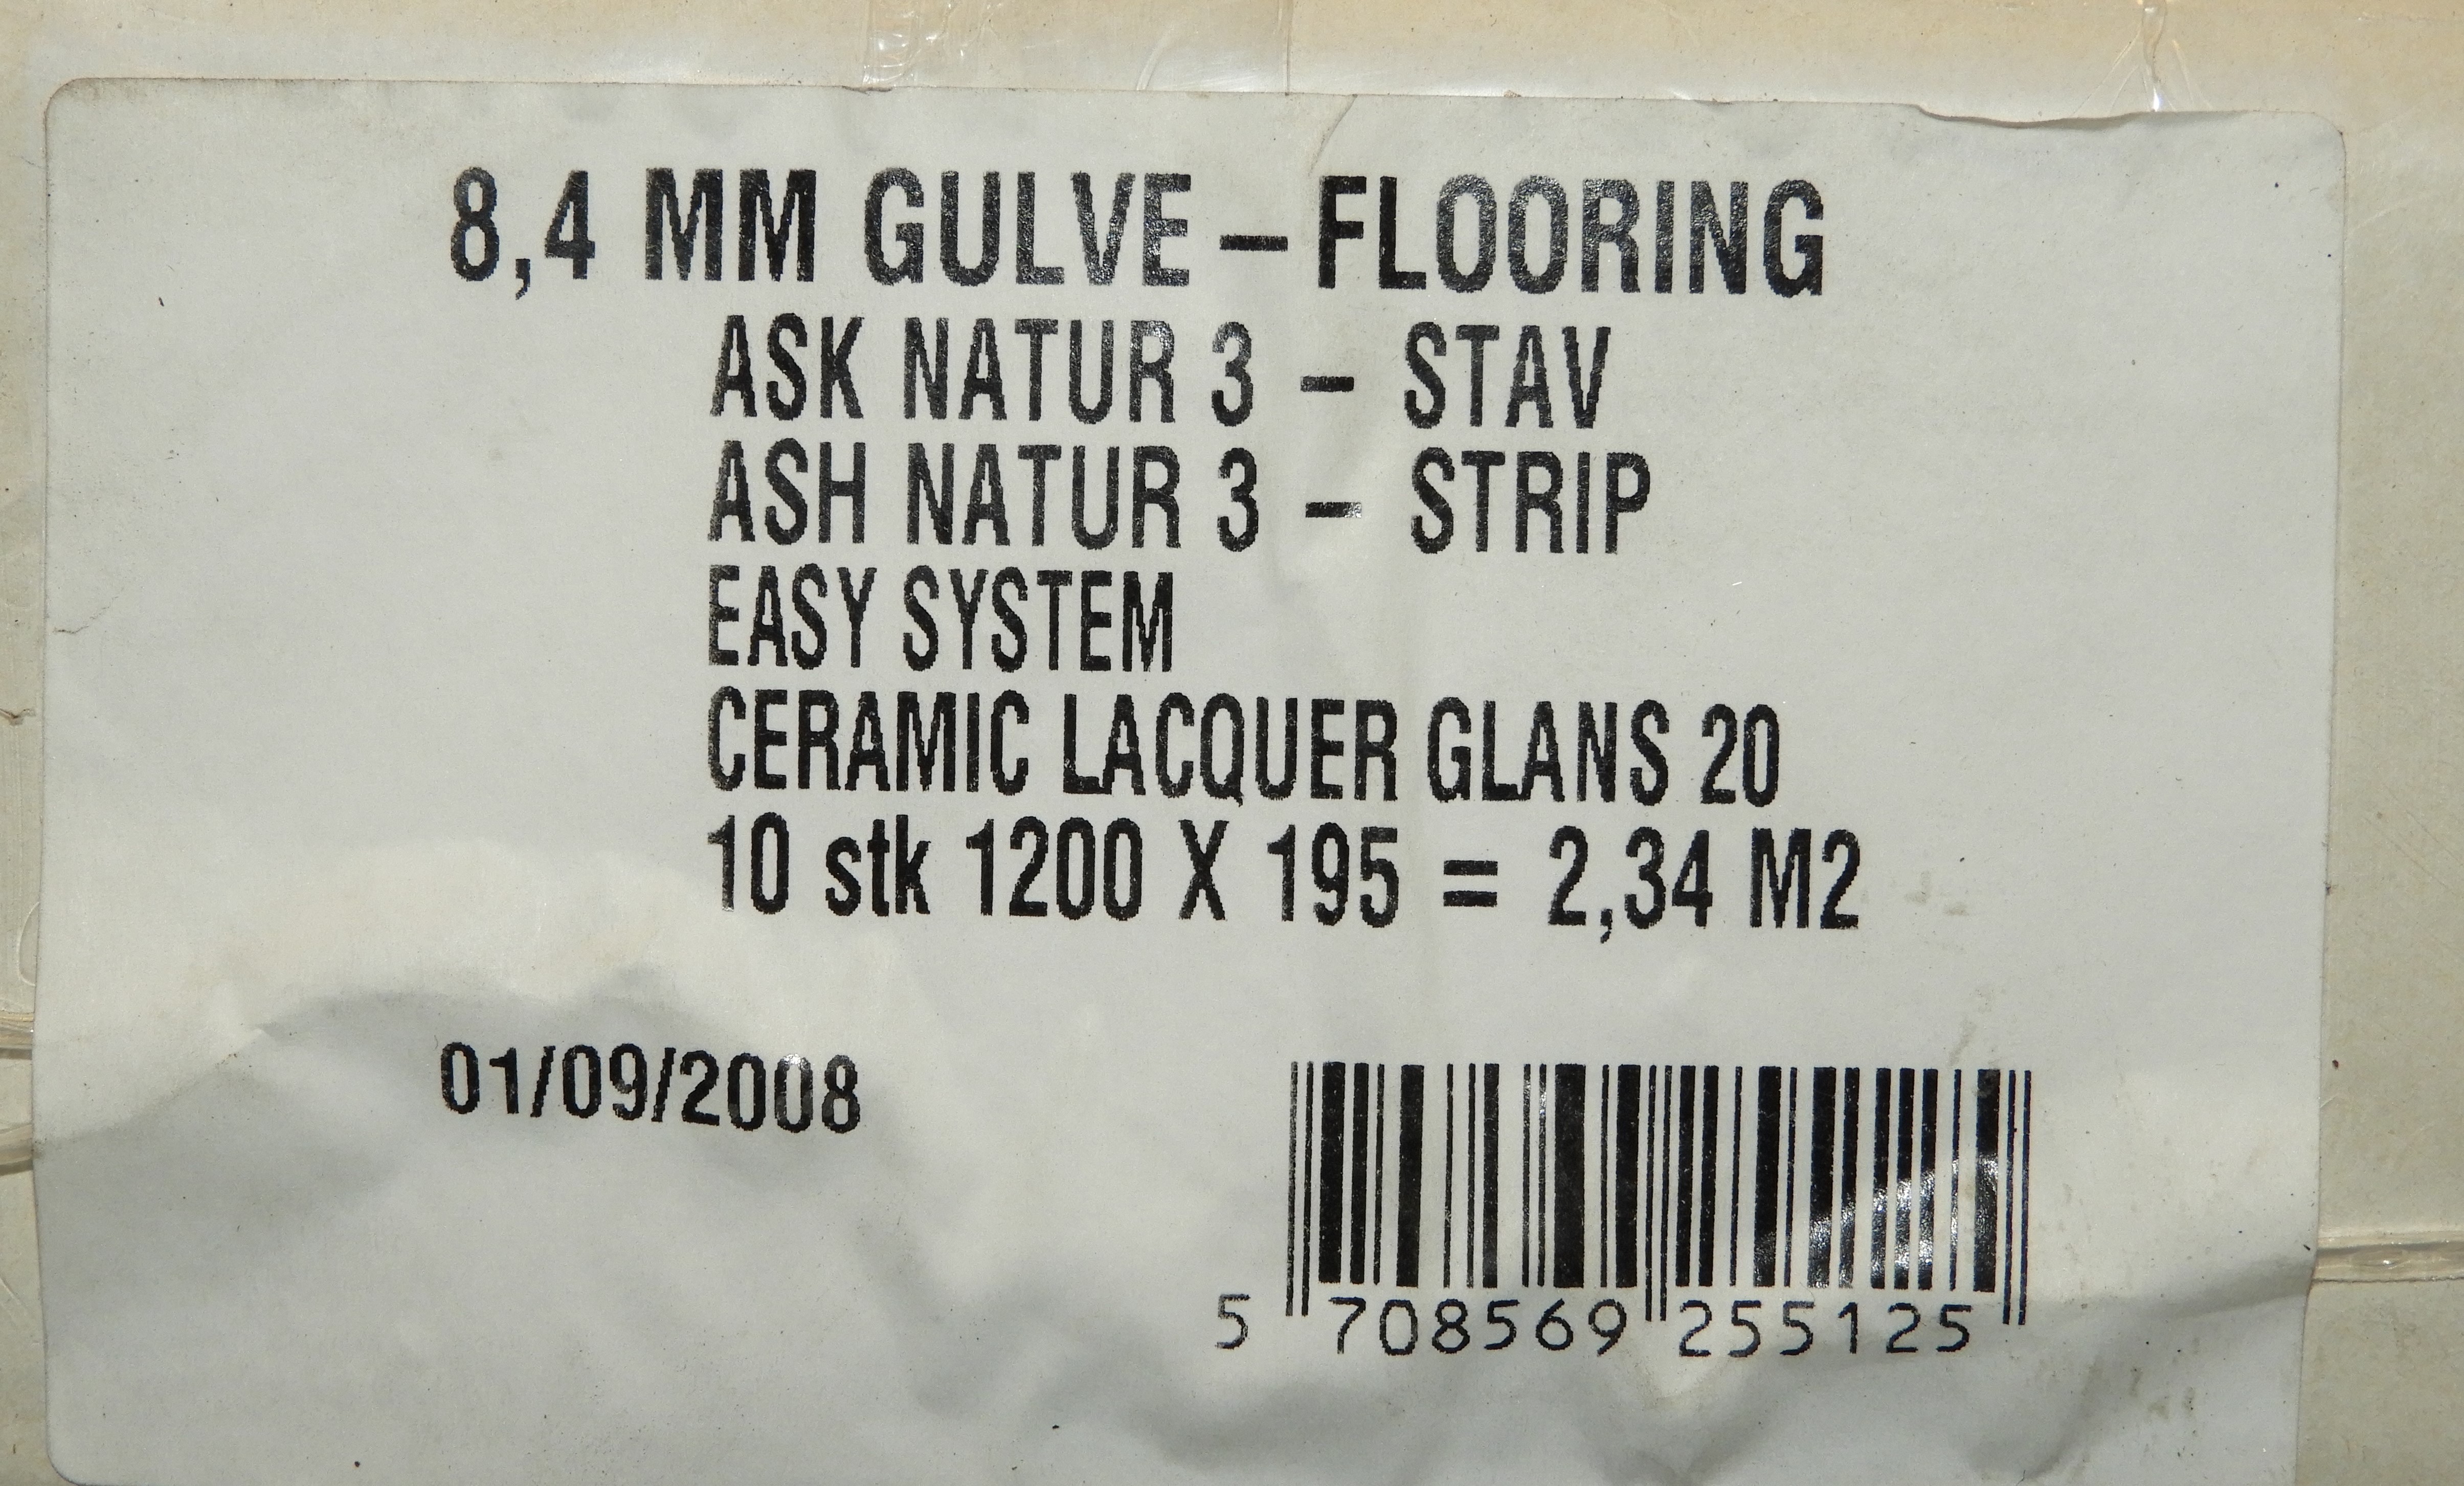 8,4 MM GULVE – FLOORING
ASK NATUR 3 – STAV
ASH NATUR 3 – STRIP
EASY SYSTEM
CERAMIC LACQUER GLANS 20
10 stk 1200 X 195 = 2,34 M2
01/09/2008
5 708569 255125